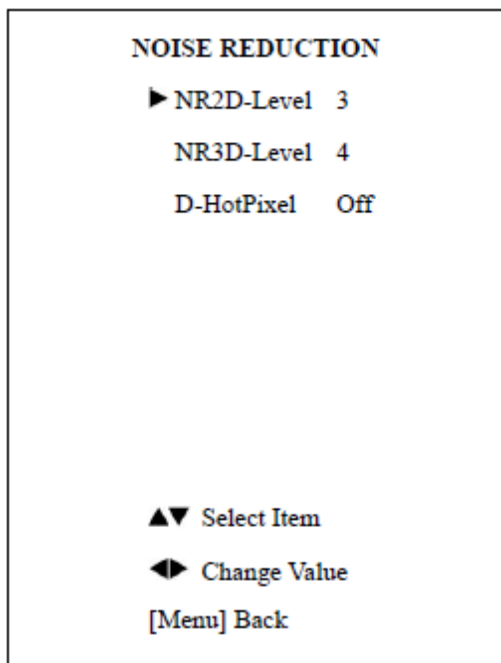 NOISE REDUCTION
▶ NR2D-Level 3
NR3D-Level 4
D-HotPixel Off
▲▼ Select Item
◀▶ Change Value
[Menu] Back